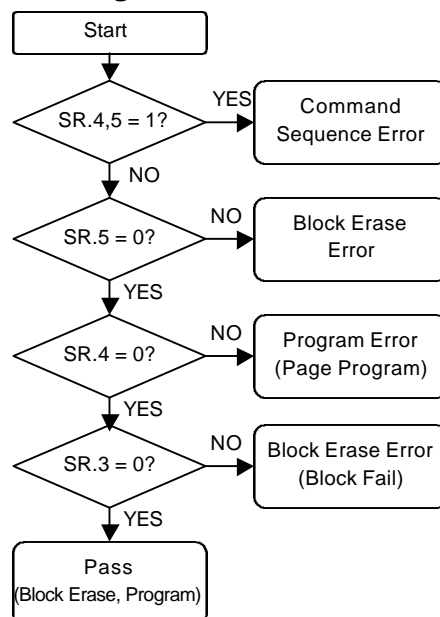 Start
SR.4,5 = 1?
YES
Command
Sequence Error
NO
SR.5 = 0?
NO
Block Erase
Error
YES
SR.4 = 0?
NO
Program Error
(Page Program)
YES
SR.3 = 0?
NO
Block Erase Error
(Block Fail)
YES
Pass
(Block Erase, Program)